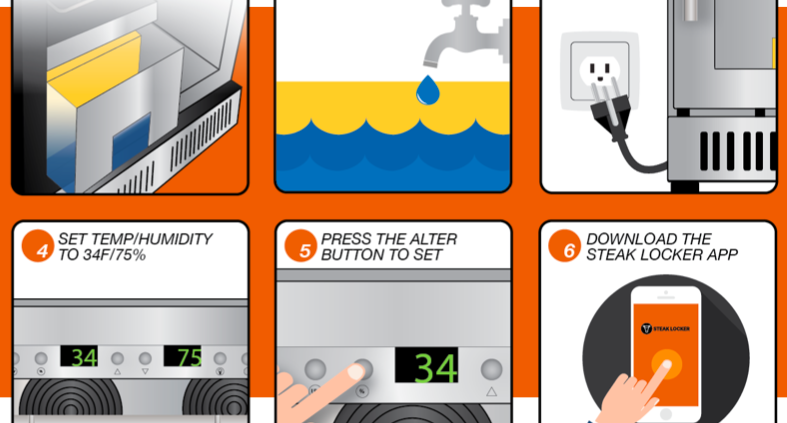 4 SET TEMP/HUMIDITY
TO 34F/75%
5 PRESS THE ALTER
BUTTON TO SET
6 DOWNLOAD THE
STEAK LOCKER APP
34
75
34
STEAK LOCKER